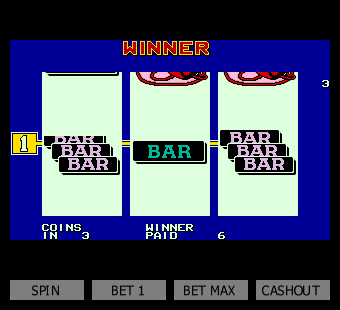 WINNER
3
1
BAR
BAR
BAR
BAR
BAR
BAR
BAR
COINS
IN 3
WINNER
PAID 6
SPIN
BET 1
BET MAX
CASHOUT